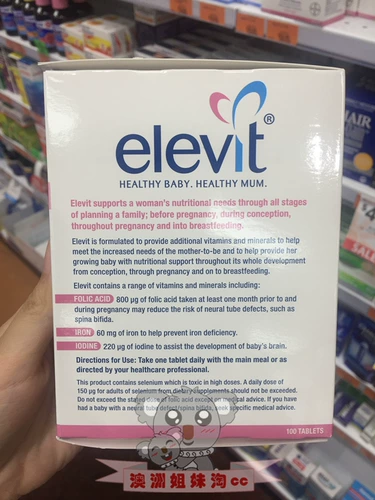 elevit®
HEALTHY BABY. HEALTHY MUM.
Elevit supports a woman's nutritional needs through all stages
of planning a family; before pregnancy, during conception,
throughout pregnancy and into breastfeeding.
Elevit is formulated to provide additional vitamins and minerals to help
meet the increased needs of the mother-to-be and to help provide her
growing baby with nutritional support throughout its whole development
from conception, through pregnancy and on to breastfeeding.
Elevit contains a range of vitamins and minerals including:
FOLIC ACID 800 µg of folic acid taken at least one month prior to and
during pregnancy may reduce the risk of neural tube defects, such as
spina bifida.
IRON 60 mg of iron to help prevent iron deficiency.
IODINE 220 µg of iodine to assist the development of baby's brain.
Directions for Use: Take one tablet daily with the main meal or as
directed by your healthcare professional.
This product contains selenium which is toxic in high doses. A daily dose of
150 µg for adults of selenium from dietary supplements should not be exceeded.
Do not exceed the stated dose of folic acid except on medical advice. If you have
had a baby with a neural tube defect/spina bifida, seek specific medical advice.
100 TABLETS
澳洲姐妹淘cc
HAIR
SALE